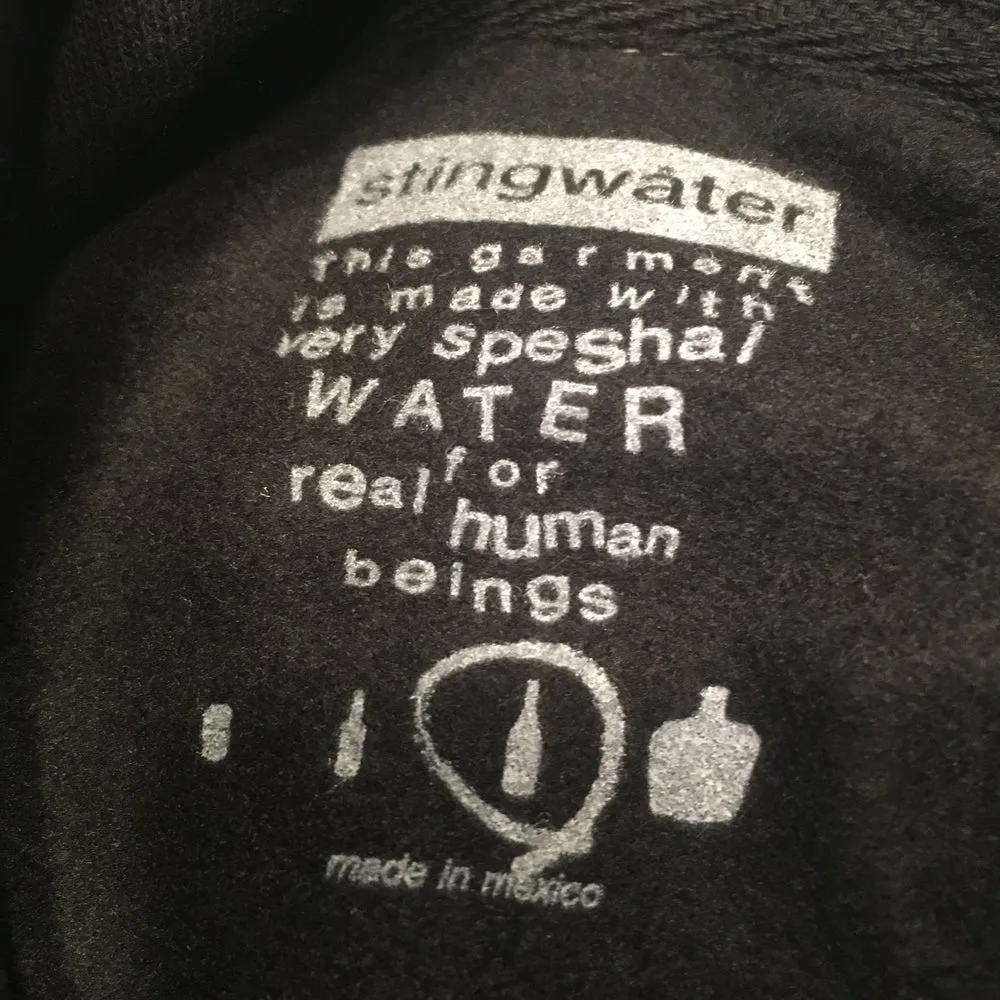 stingwater
This garment
is made with
very speshal
WATER
for
real human
beings
made in mexico